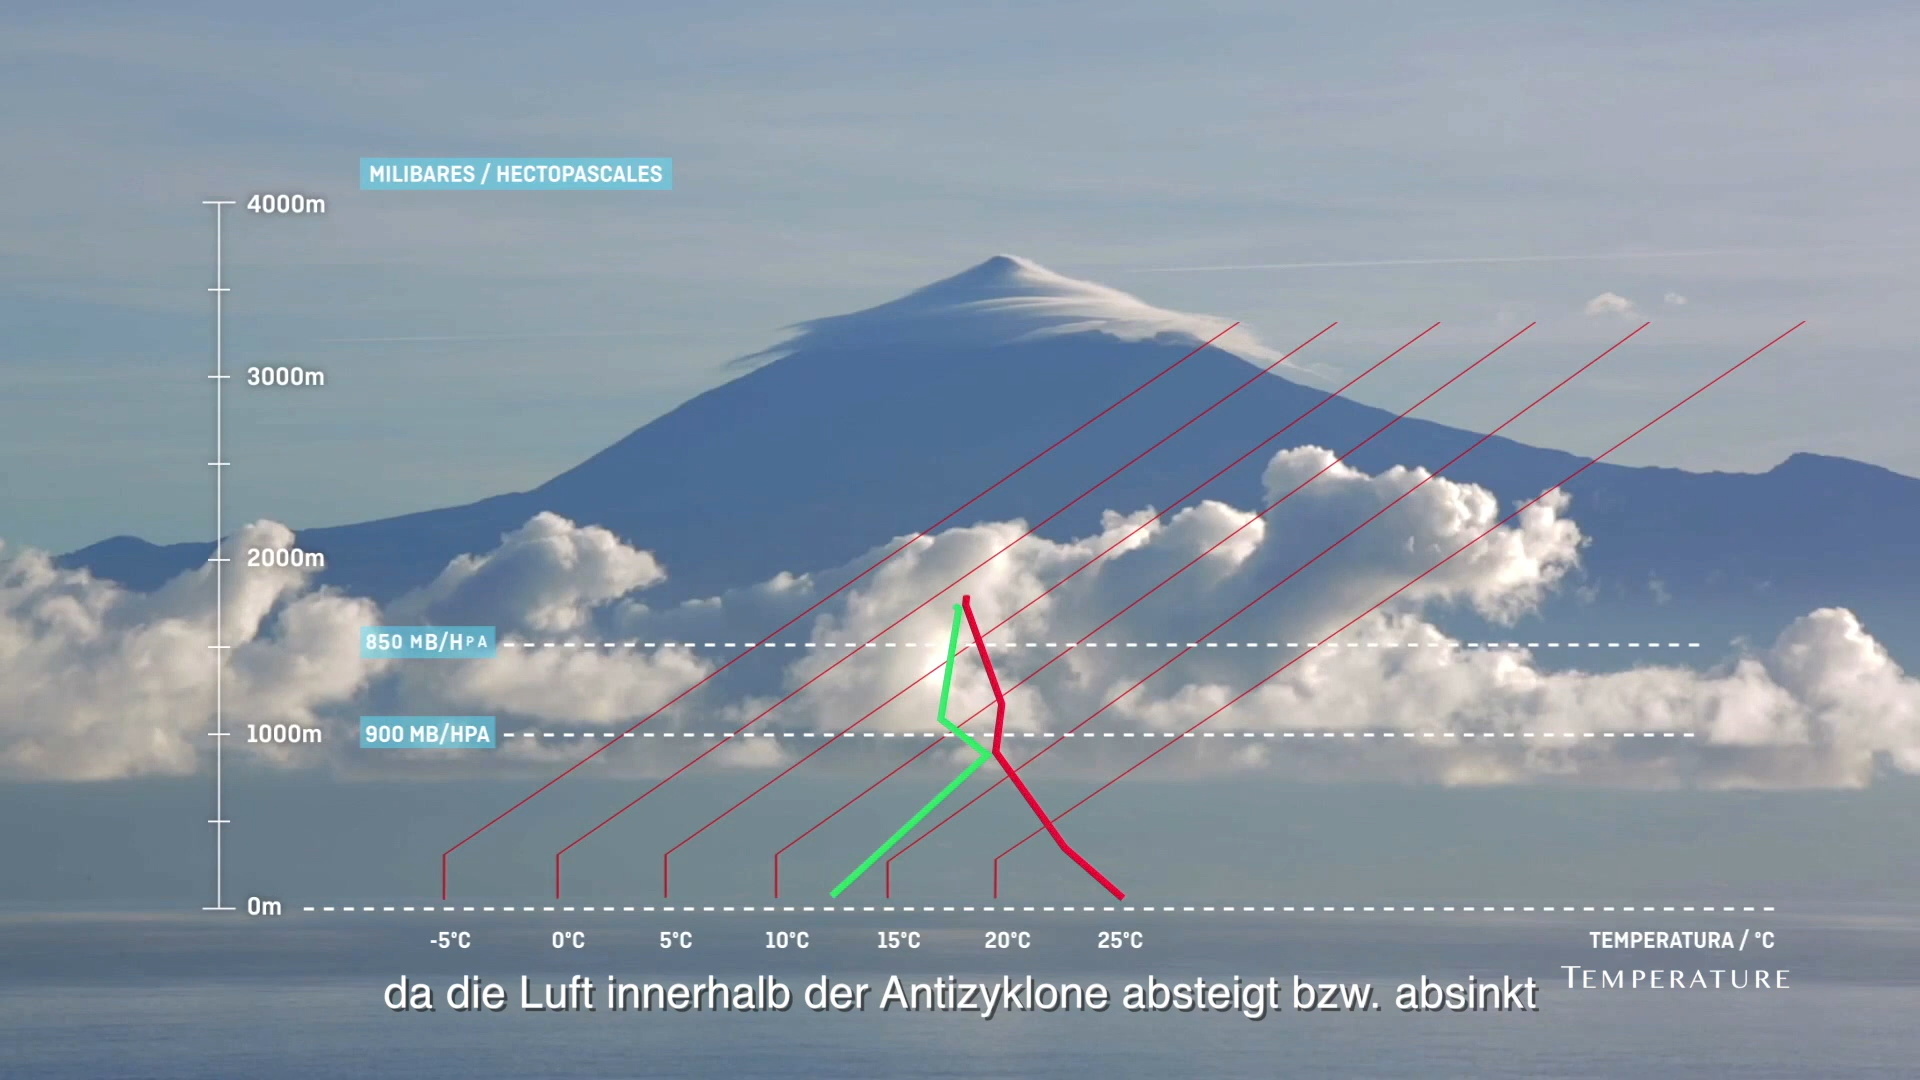 MILIBARES / HECTOPASCALES
4000m
3000m
2000m
850 MB/HPA
1000m
900 MB/HPA
0m
-5°C 0°C 5°C 10°C 15°C 20°C 25°C TEMPERATURA / °C
TEMPERATURE
da die Luft innerhalb der Antizyklone absteigt bzw. absinkt